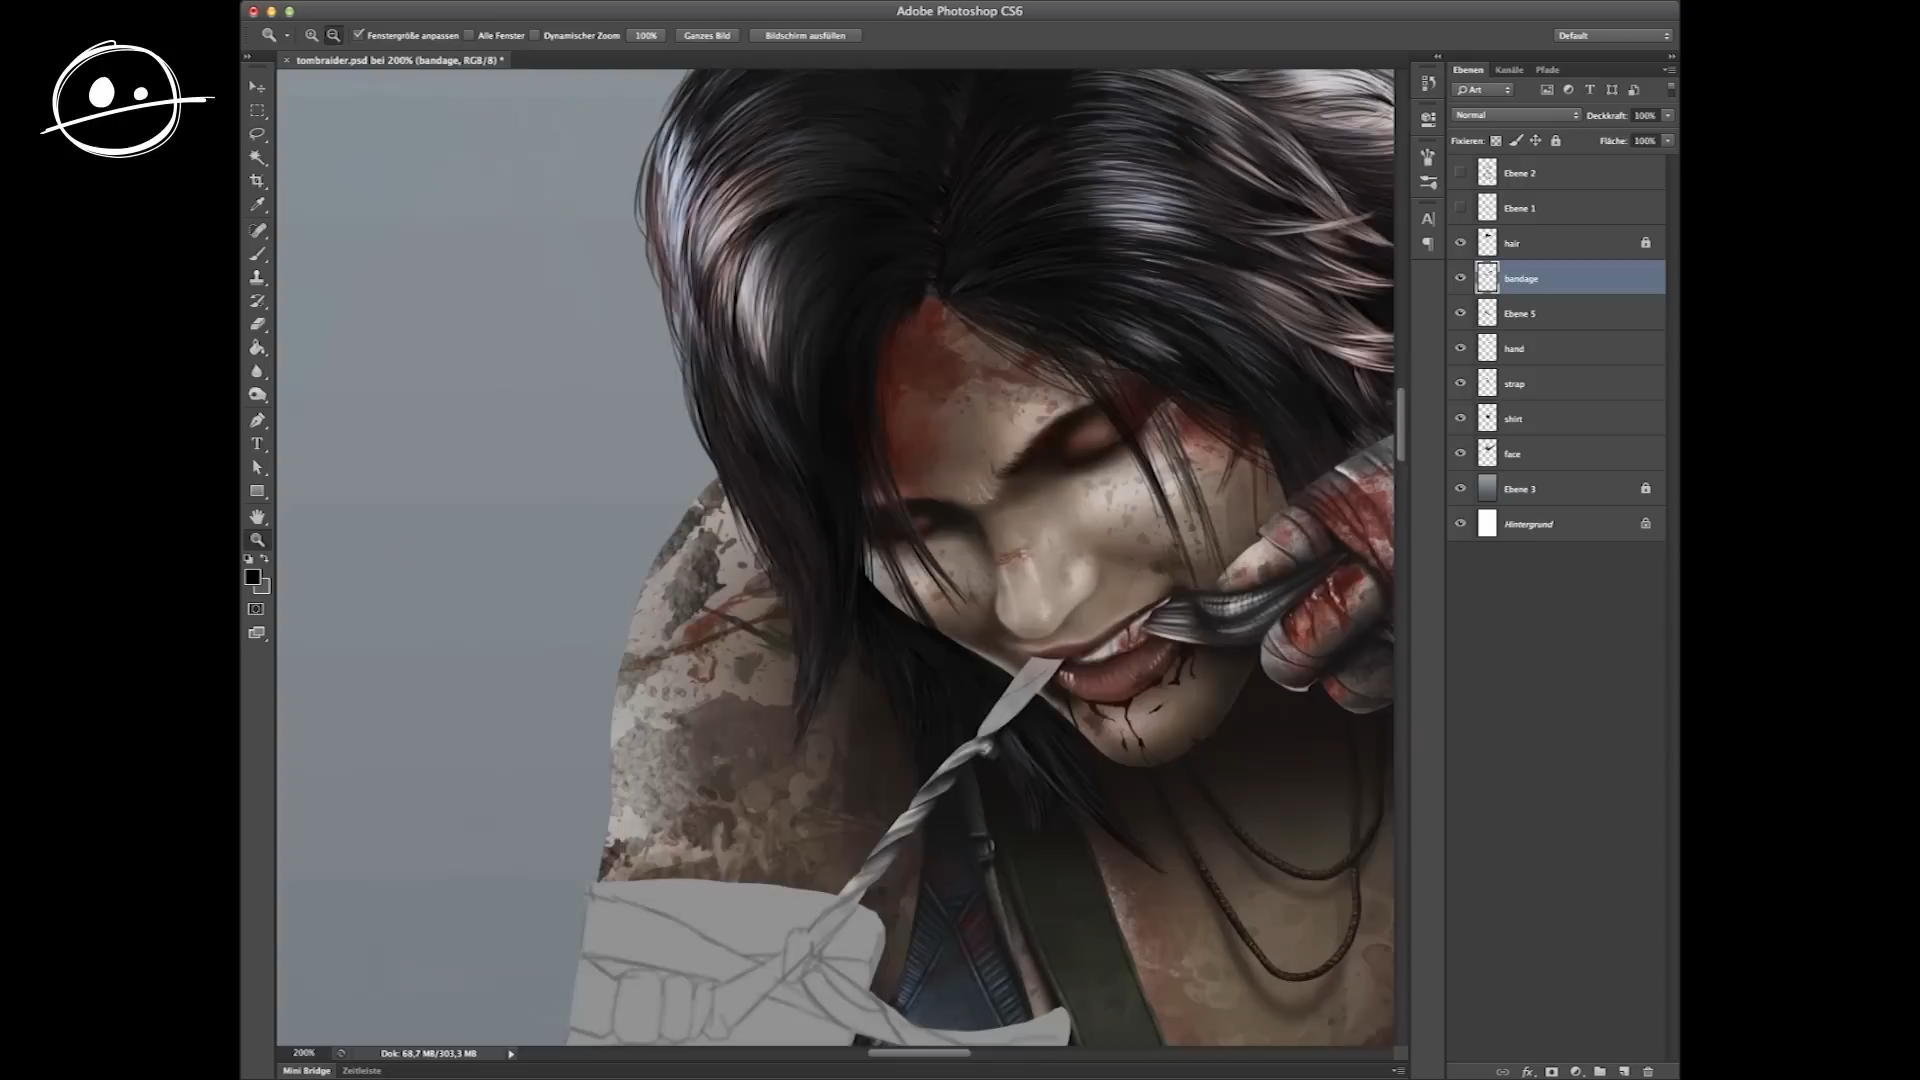 Adobe Photoshop CS6
Fenstergröße anpassen Alle Fenster Dynamischer Zoom 100% Ganzes Bild Bildschirm ausfüllen Default
× tombraider.psd bei 200% (bandage, RGB/8) *
Ebenen Kanäle Pfade
Art
Normal Deckkraft: 100%
Fixieren: Fläche: 100%
Ebene 2
Ebene 1
hair
bandage
Ebene 5
hand
strap
shirt
face
Ebene 3
Hintergrund
200% Dok: 68,7 MB/303,3 MB
Mini Bridge Zeitleiste